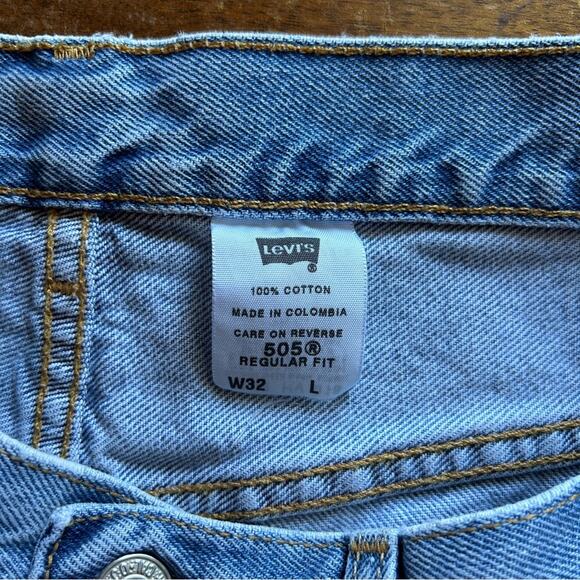 Levi's
®
100% COTTON
MADE IN COLOMBIA
CARE ON REVERSE
505®
REGULAR FIT
W32 L